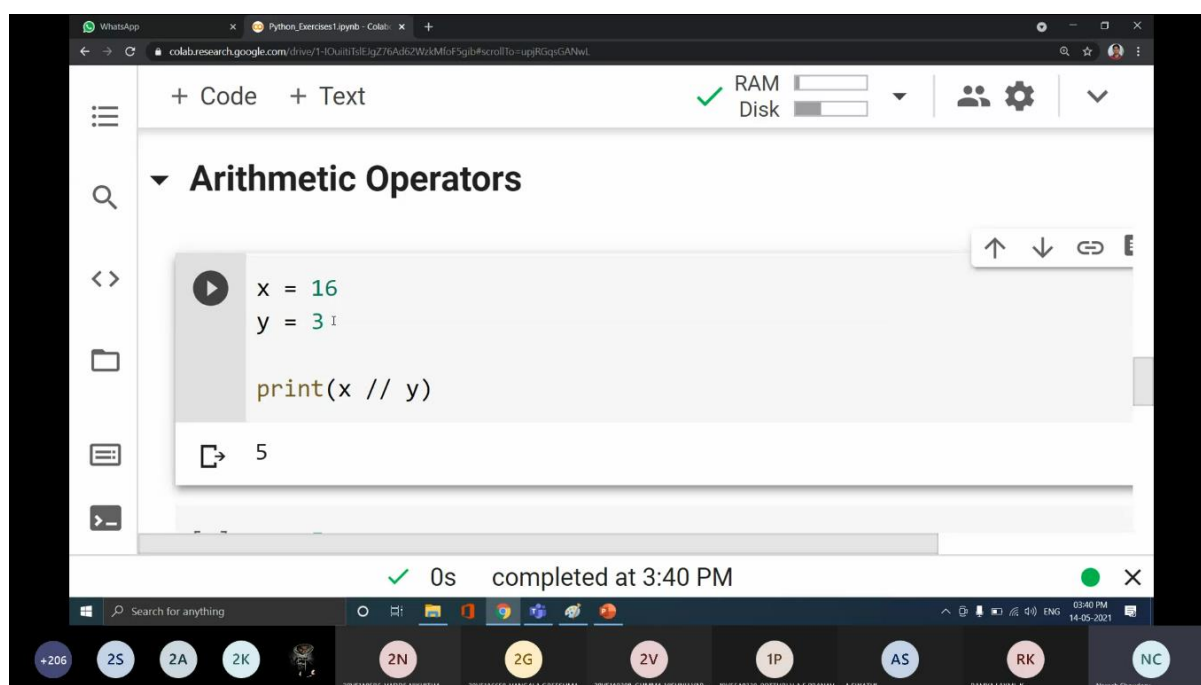 WhatsApp
Python_Exercises1.ipynb - Colab
+ Code + Text
RAM
Disk
Arithmetic Operators
x = 16
y = 3
print(x // y)
5
0s completed at 3:40 PM
Search for anything
ENG
03:40 PM
14-05-2021
+206
2S
2A
2K
2N
2G
2V
1P
AS
RK
NC